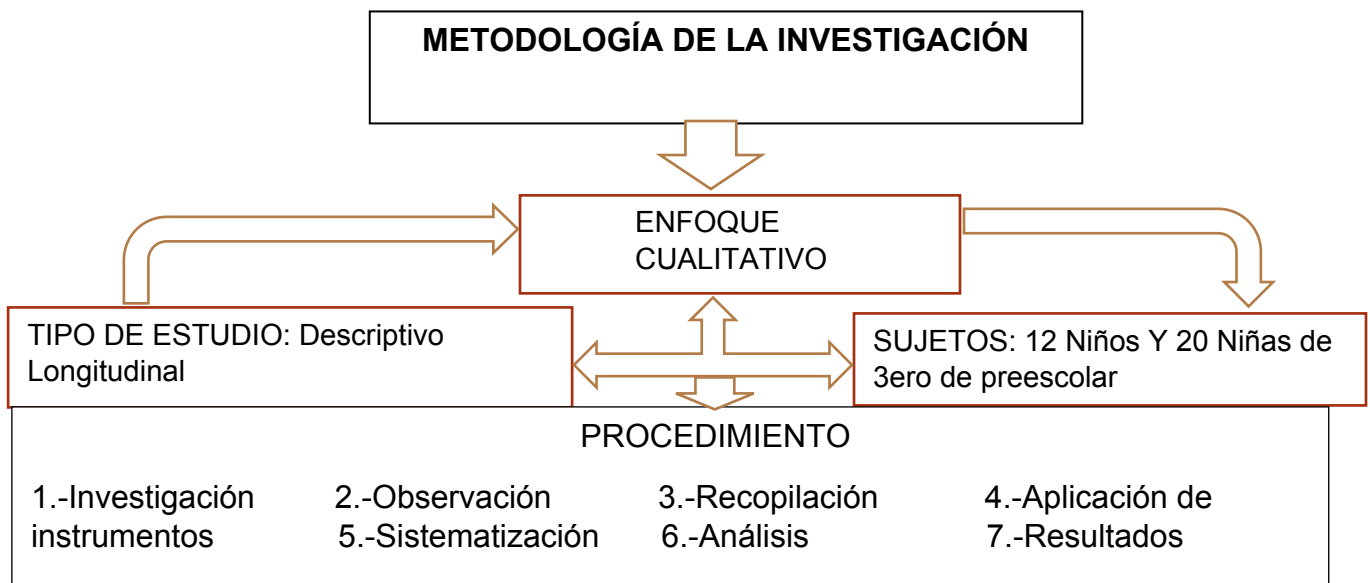 METODOLOGÍA DE LA INVESTIGACIÓN
ENFOQUE
CUALITATIVO
TIPO DE ESTUDIO: Descriptivo
Longitudinal
SUJETOS: 12 Niños Y 20 Niñas de
3ero de preescolar
PROCEDIMIENTO
1.-Investigación 2.-Observación 3.-Recopilación 4.-Aplicación de
instrumentos 5.-Sistematización 6.-Análisis 7.-Resultados